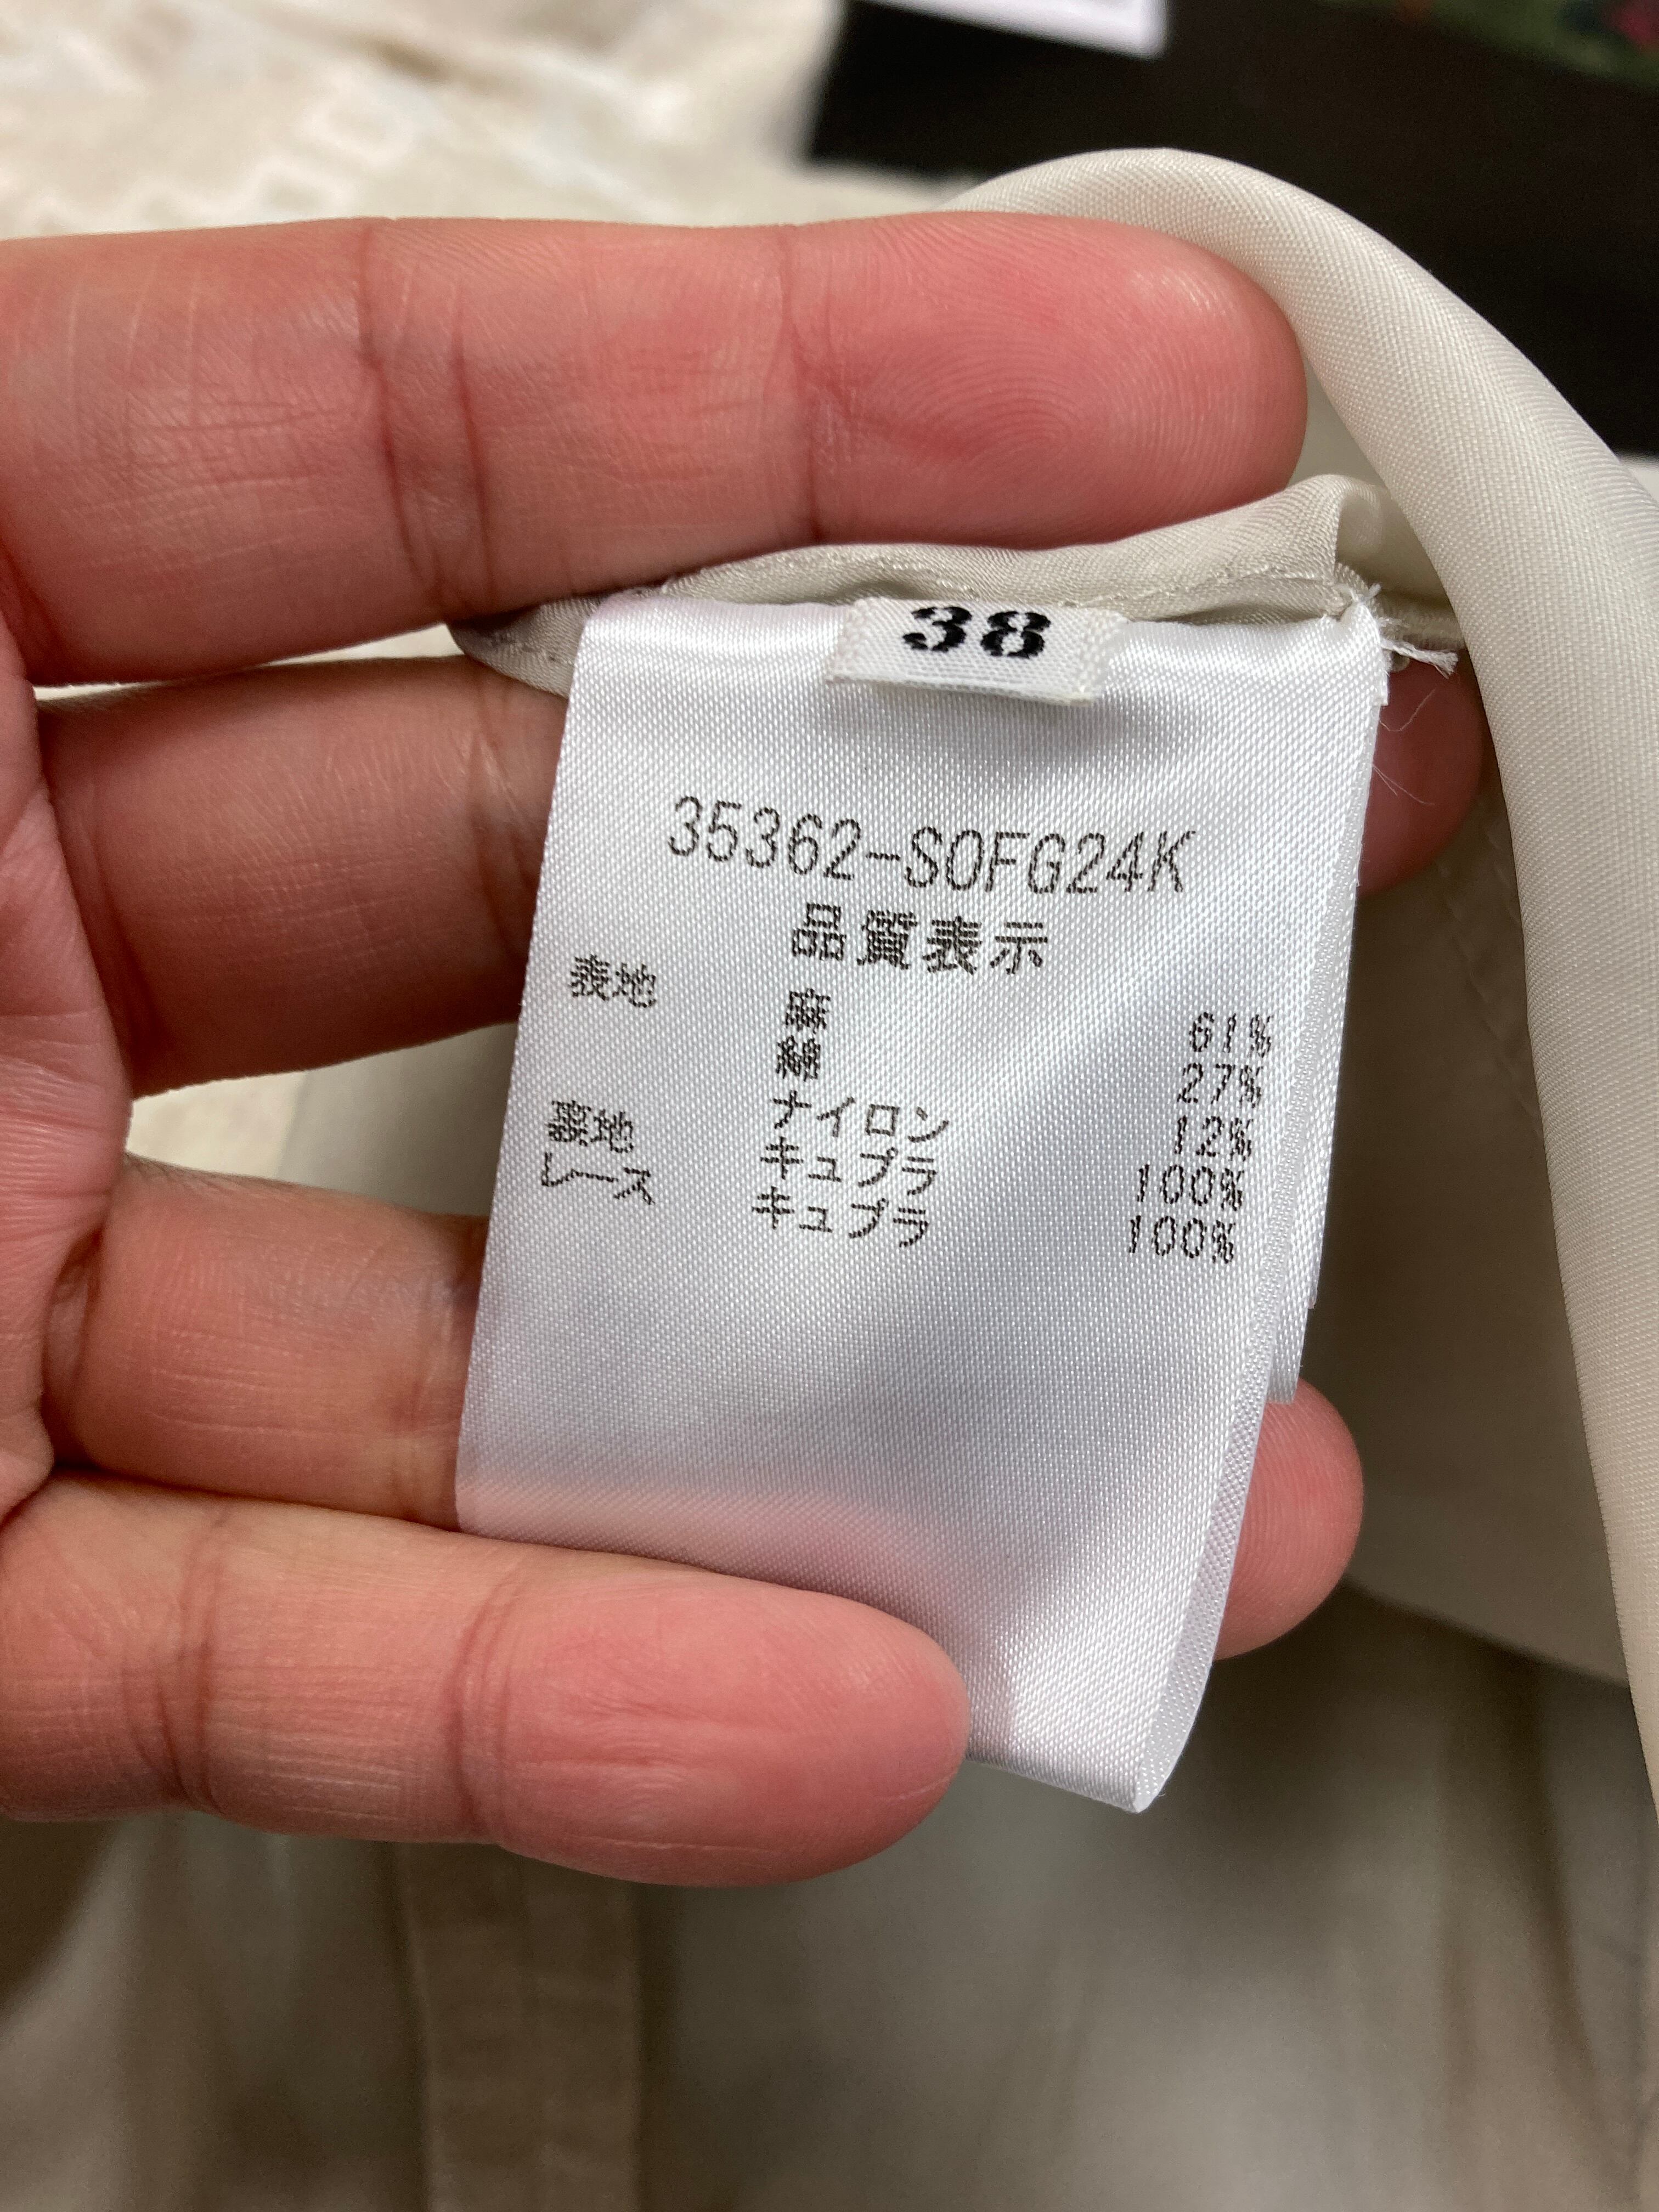 38
35362-SOFG24K
品質表示
表地 麻 61%
綿 27%
ナイロン 12%
裏地 キュプラ 100%
レース キュプラ 100%